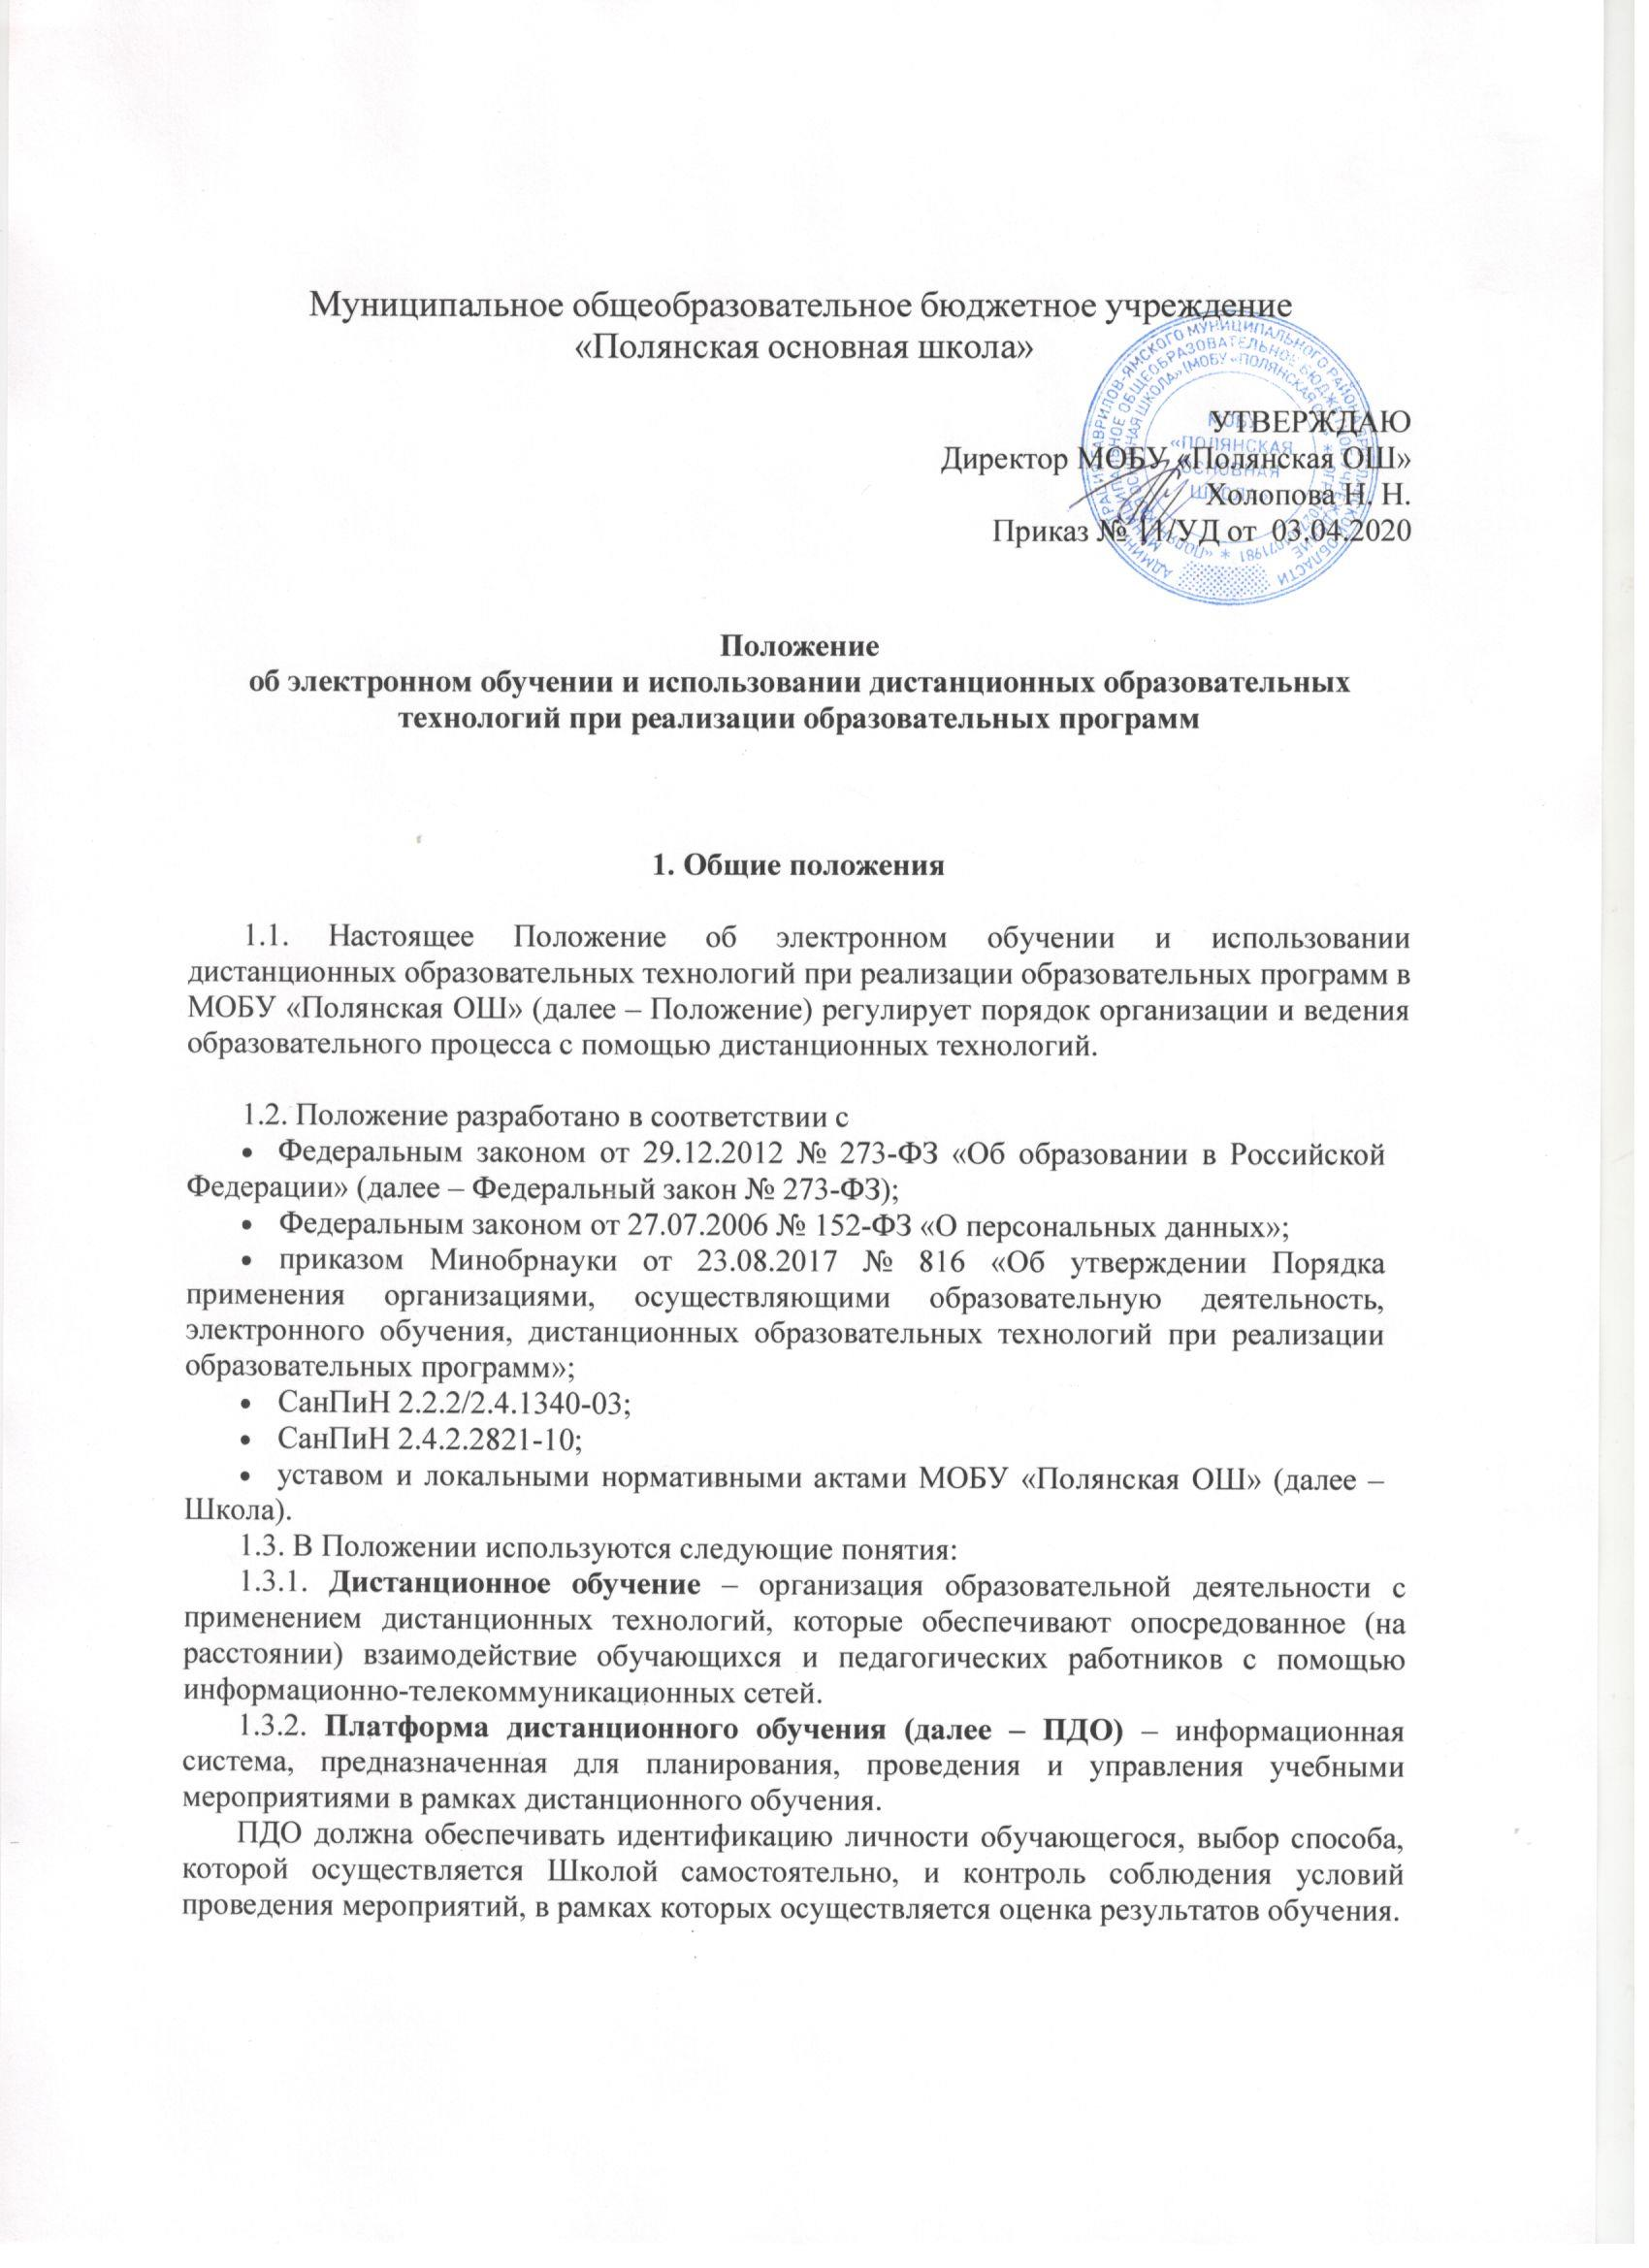 Муниципальное общеобразовательное бюджетное учреждение
«Полянская основная школа»
УТВЕРЖДАЮ
Директор МОБУ «Полянская ОШ»
Холопова Н. Н.
Приказ № 11/УД от 03.04.2020
МОБУ
«ПОЛЯНСКАЯ
ОСНОВНАЯ
ШКОЛА»
Положение
об электронном обучении и использовании дистанционных образовательных
технологий при реализации образовательных программ
1. Общие положения
1.1. Настоящее Положение об электронном обучении и использовании
дистанционных образовательных технологий при реализации образовательных программ в
МОБУ «Полянская ОШ» (далее – Положение) регулирует порядок организации и ведения
образовательного процесса с помощью дистанционных технологий.
1.2. Положение разработано в соответствии с
• Федеральным законом от 29.12.2012 № 273-ФЗ «Об образовании в Российской
Федерации» (далее – Федеральный закон № 273-ФЗ);
• Федеральным законом от 27.07.2006 № 152-ФЗ «О персональных данных»;
• приказом Минобрнауки от 23.08.2017 № 816 «Об утверждении Порядка
применения организациями, осуществляющими образовательную деятельность,
электронного обучения, дистанционных образовательных технологий при реализации
образовательных программ»;
• СанПиН 2.2.2/2.4.1340-03;
• СанПиН 2.4.2.2821-10;
• уставом и локальными нормативными актами МОБУ «Полянская ОШ» (далее –
Школа).
1.3. В Положении используются следующие понятия:
1.3.1. Дистанционное обучение – организация образовательной деятельности с
применением дистанционных технологий, которые обеспечивают опосредованное (на
расстоянии) взаимодействие обучающихся и педагогических работников с помощью
информационно-телекоммуникационных сетей.
1.3.2. Платформа дистанционного обучения (далее – ПДО) – информационная
система, предназначенная для планирования, проведения и управления учебными
мероприятиями в рамках дистанционного обучения.
ПДО должна обеспечивать идентификацию личности обучающегося, выбор способа,
которой осуществляется Школой самостоятельно, и контроль соблюдения условий
проведения мероприятий, в рамках которых осуществляется оценка результатов обучения.